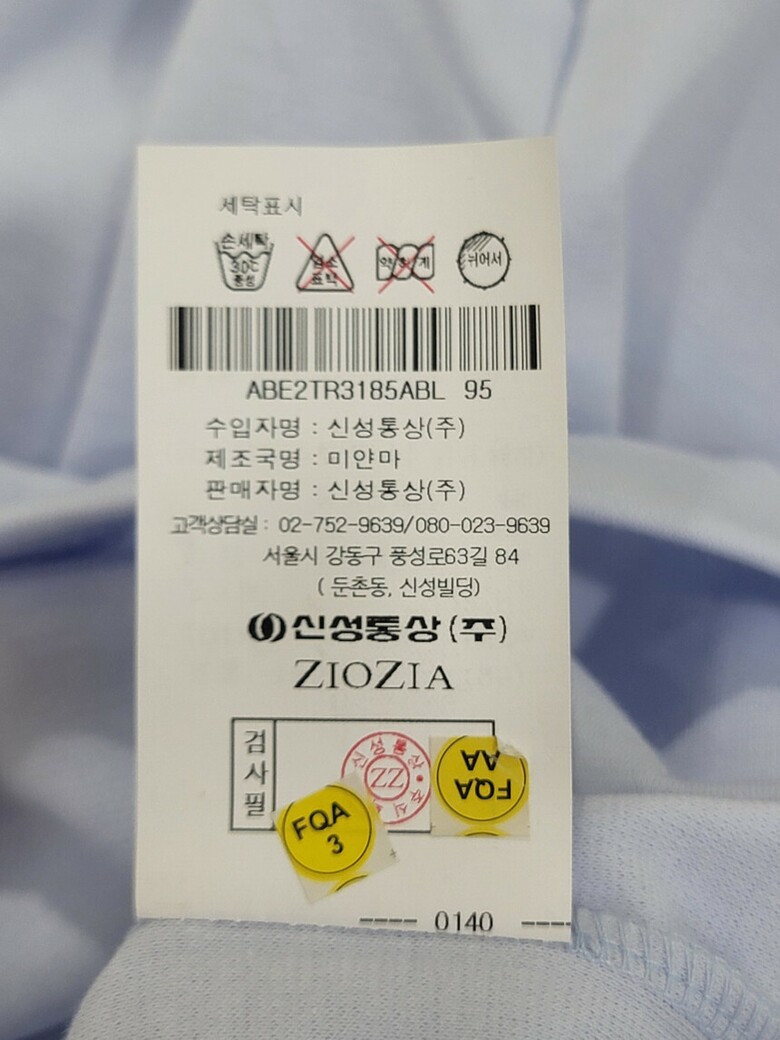 세탁표시
손세탁 30℃ 중성
염소 표백
약하게
뉘어서
ABE2TR3185ABL 95
수입자명 : 신성통상(주)
제조국명 : 미얀마
판매자명 : 신성통상(주)
고객상담실 : 02-752-9639/080-023-9639
서울시 강동구 풍성로63길 84
( 둔촌동, 신성빌딩)
신성통상(주)
ZIOZIA
검사필
신성통상 ZZ
FQA AA
FQA 3
---- 0140 ----